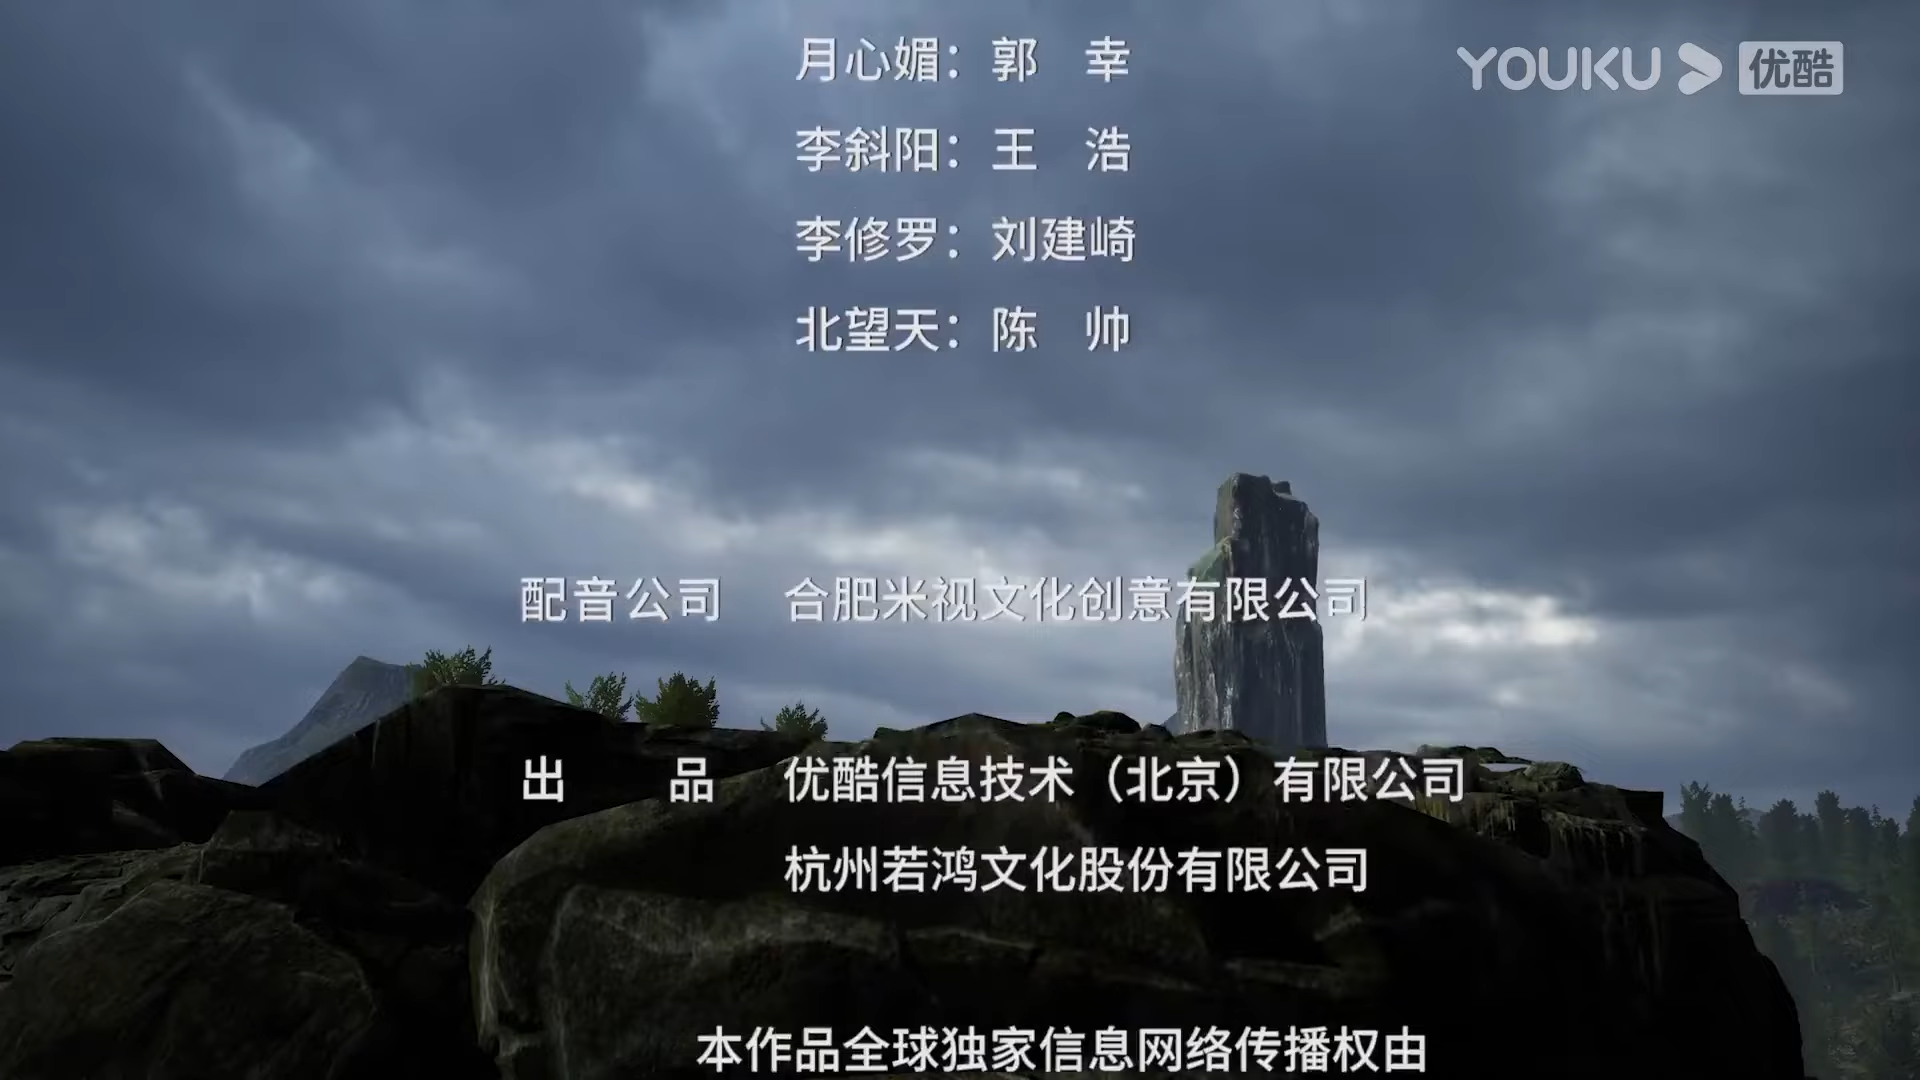 月心媚：郭　幸
YOUKU 优酷
李斜阳：王　浩
李修罗：刘建崎
北望天：陈　帅
配音公司　合肥米视文化创意有限公司
出　　品　优酷信息技术（北京）有限公司
杭州若鸿文化股份有限公司
本作品全球独家信息网络传播权由